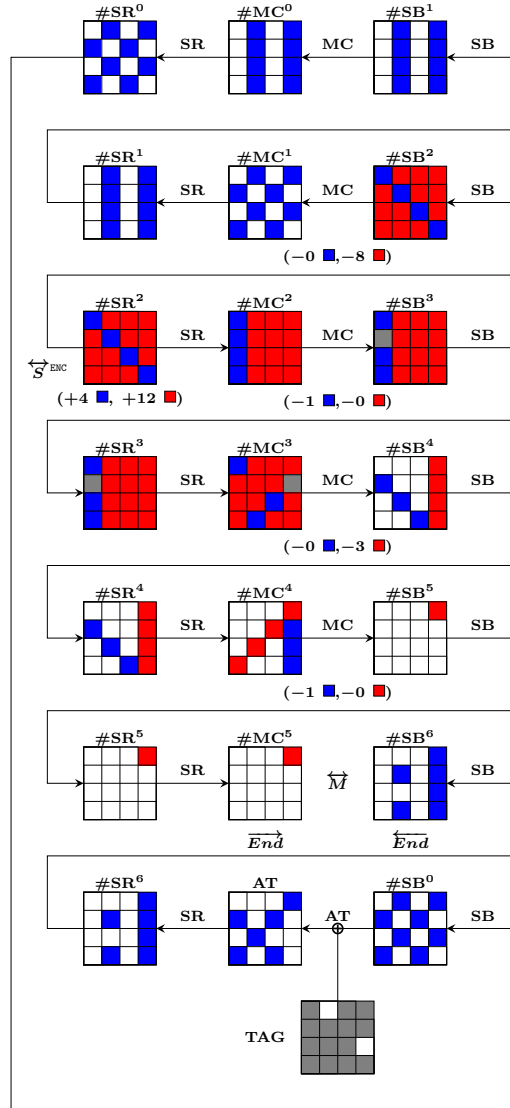 #SR⁰ #MC⁰ #SB¹
SR MC SB
#SR¹ #MC¹ #SB²
SR MC SB
(−0 ,−8 )
#SR² #MC² #SB³
SR MC SB
S ENC
(+4 , +12 ) (−1 ,−0 )
#SR³ #MC³ #SB⁴
SR MC SB
(−0 ,−3 )
#SR⁴ #MC⁴ #SB⁵
SR MC SB
(−1 ,−0 )
#SR⁵ #MC⁵ #SB⁶
SR M SB
End End
#SR⁶ AT #SB⁰
SR AT SB
TAG